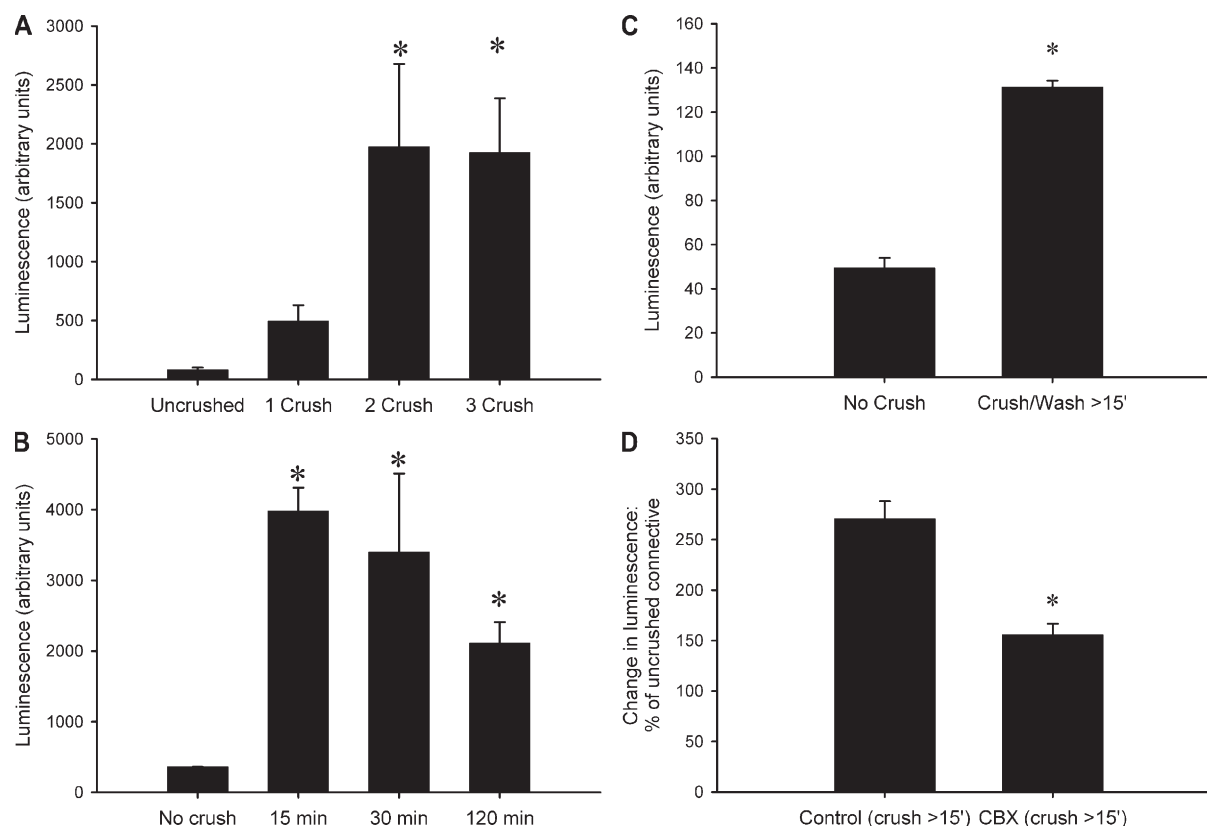 A
Luminescence (arbitrary units)
3000
2500
2000
1500
1000
500
0
*
*
Uncrushed 1 Crush 2 Crush 3 Crush
B
Luminescence (arbitrary units)
5000
4000
3000
2000
1000
0
*
*
*
No crush 15 min 30 min 120 min
C
Luminescence (arbitrary units)
160
140
120
100
80
60
40
20
0
*
No Crush Crush/Wash >15'
D
Change in luminescence:
% of uncrushed connective
350
300
250
200
150
100
50
0
*
Control (crush >15') CBX (crush >15')